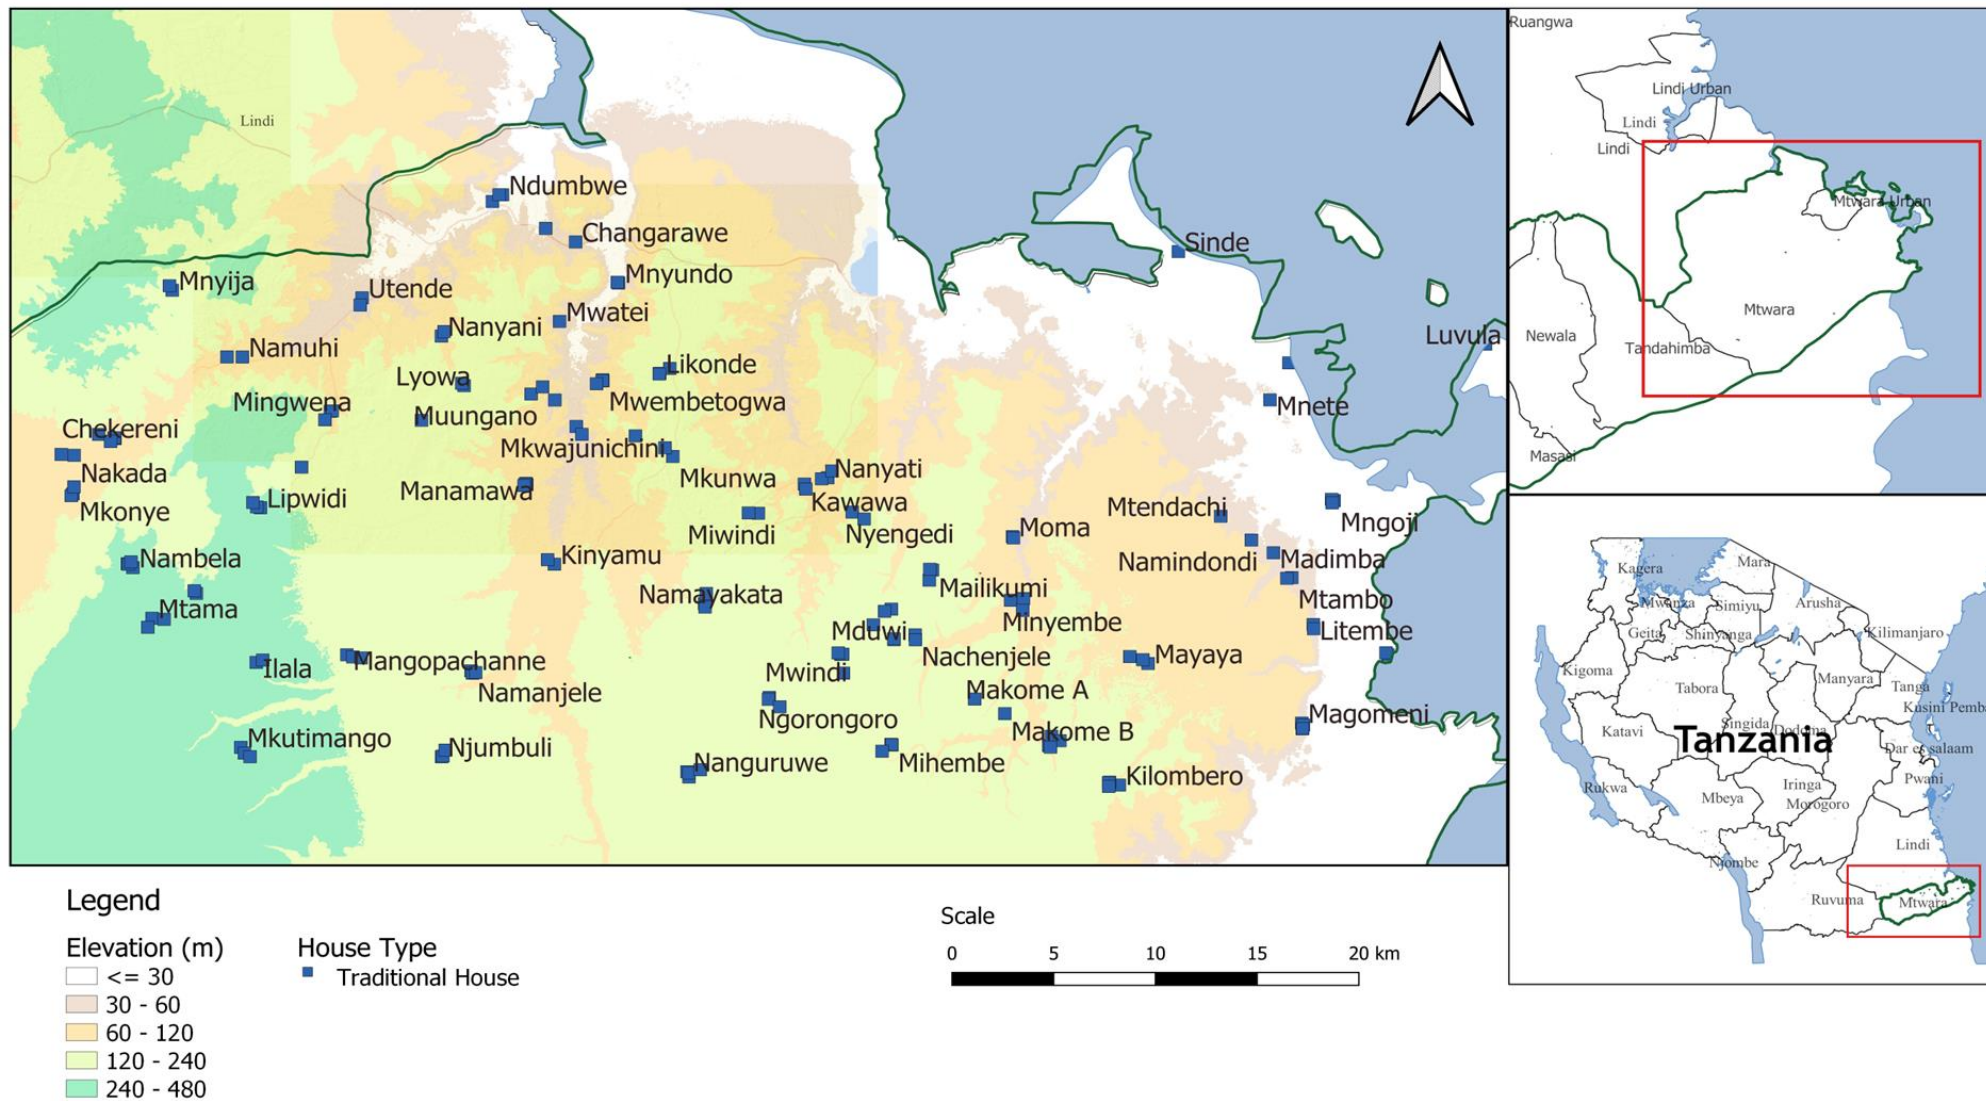 Lindi
Ndumbwe
Changarawe
Sinde
Mnyija
Mnyundo
Utende
Mwatei
Nanyani
Luvula
Namuhi
Likonde
Lyowa
Mingwena
Mwembetogwa
Mnete
Muungano
Chekereni
Mkwajunichini
Nakada
Mkunwa
Nanyati
Manamawa
Lipwidi
Kawawa
Mtendachi
Mkonye
Miwindi
Nyengedi
Moma
Mngoji
Nambela
Kinyamu
Namindondi
Madimba
Mailikumi
Namayakata
Mtambo
Mtama
Minyembe
Mduwi
Litembe
Nachenjele
Mayaya
Ilala
Mangopachanne
Mwindi
Namanjele
Makome A
Magomeni
Ngorongoro
Makome B
Mkutimango
Njumbuli
Nanguruwe
Mihembe
Kilombero
Ruangwa
Lindi Urban
Lindi
Lindi
Mtwara Urban
Mtwara
Newala
Tandahimba
Masasi
Kagera
Mara
Mwanza
Simiyu
Arusha
Geita
Shinyanga
Kilimanjaro
Kigoma
Tabora
Manyara
Tanga
Kusini Pemba
Singida
Dodoma
Katavi
Tanzania
Dar es salaam
Pwani
Rukwa
Mbeya
Iringa
Morogoro
Lindi
Njombe
Ruvuma
Mtwara
Legend
Elevation (m)
<= 30
30 - 60
60 - 120
120 - 240
240 - 480
House Type
Traditional House
Scale
0 5 10 15 20 km